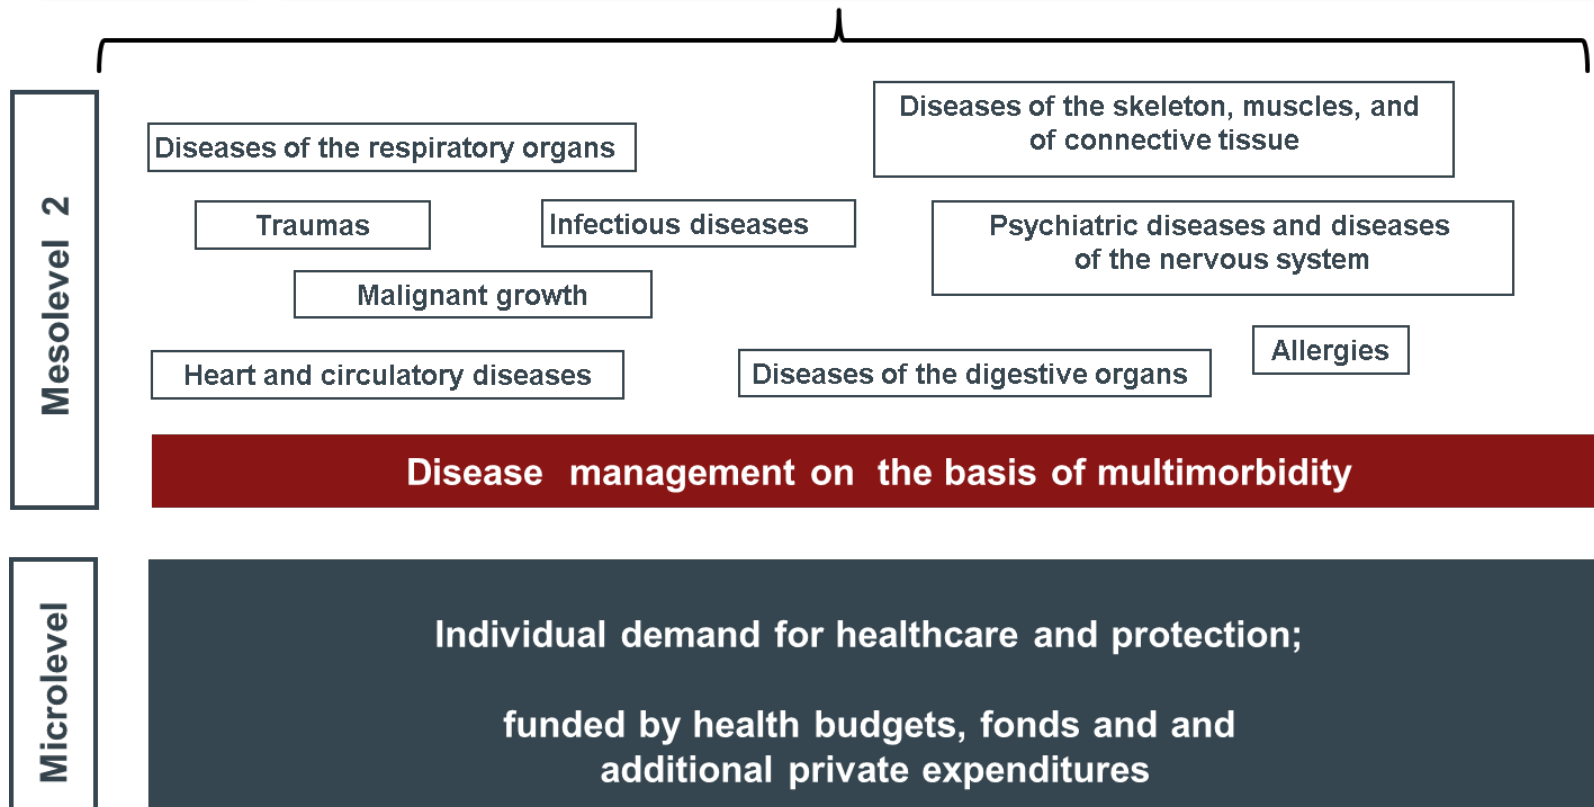 Mesolevel 2
Diseases of the respiratory organs
Diseases of the skeleton, muscles, and
of connective tissue
Traumas
Infectious diseases
Psychiatric diseases and diseases
of the nervous system
Malignant growth
Heart and circulatory diseases
Diseases of the digestive organs
Allergies
Disease management on the basis of multimorbidity
Microlevel
Individual demand for healthcare and protection;
funded by health budgets, fonds and and
additional private expenditures